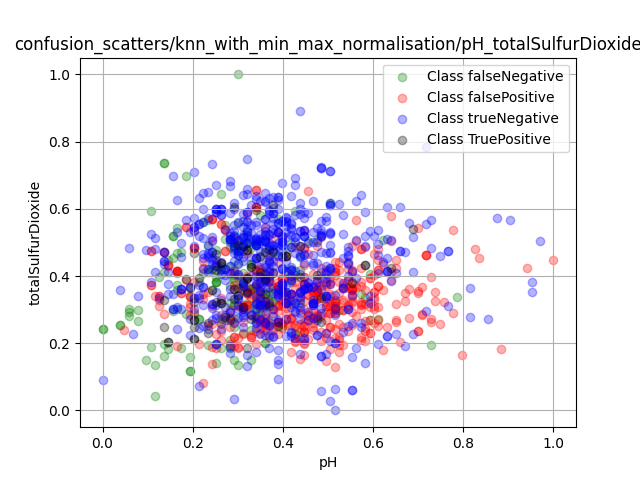 confusion_scatters/knn_with_min_max_normalisation/pH_totalSulfurDioxide
Class falseNegative
Class falsePositive
Class trueNegative
Class TruePositive
totalSulfurDioxide
1.0
0.8
0.6
0.4
0.2
0.0
0.0 0.2 0.4 0.6 0.8 1.0
pH